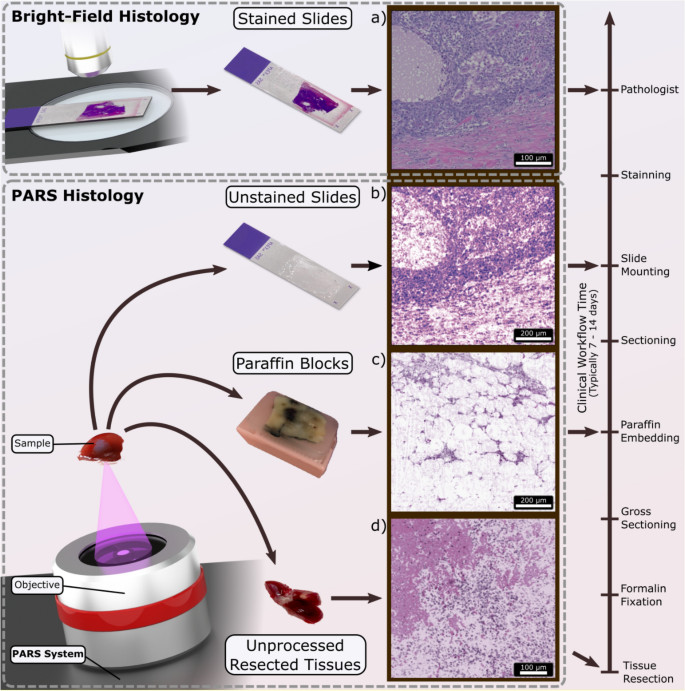 Bright-Field Histology
Stained Slides
a)
100 µm
Pathologist
Stainning
PARS Histology
Unstained Slides
b)
200 µm
Slide
Mounting
Sectioning
Clinical Workflow Time
(Typically 7 - 14 days)
Paraffin Blocks
c)
200 µm
Paraffin
Embedding
Sample
Gross
Sectioning
d)
100 µm
Formalin
Fixation
Objective
Unprocessed
Resected Tissues
PARS System
Tissue
Resection